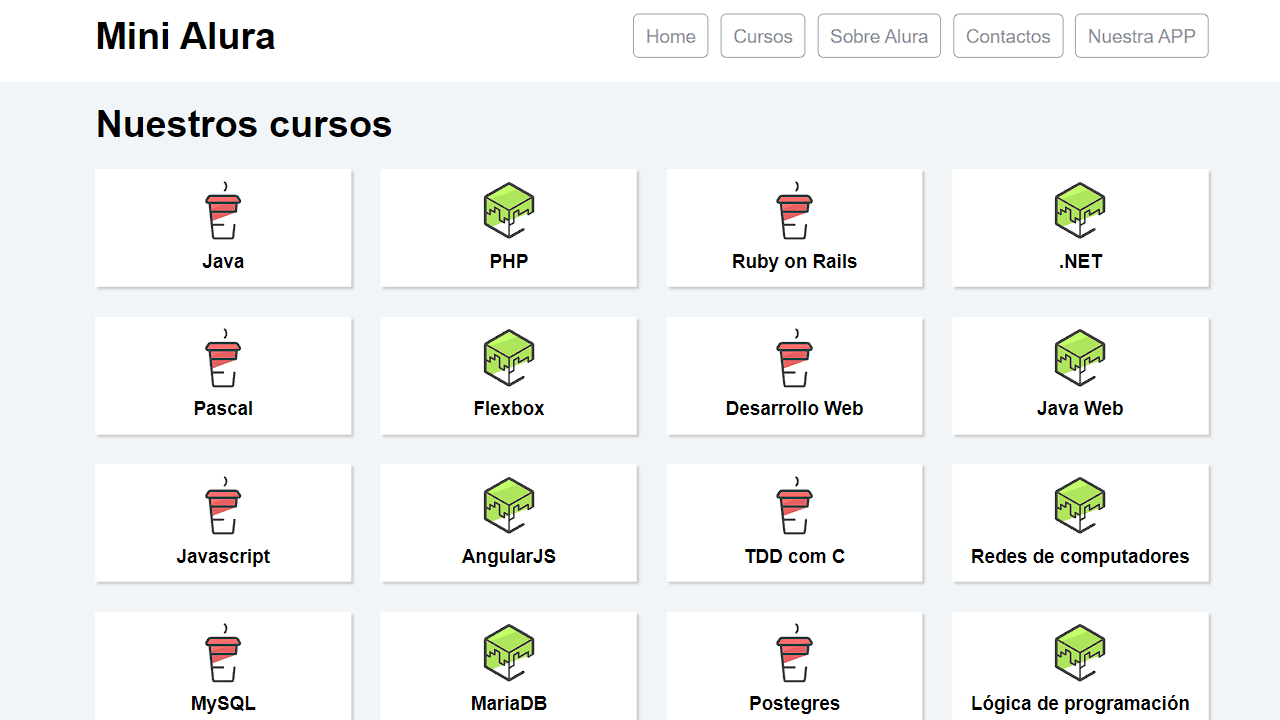 Mini Alura
Home Cursos Sobre Alura Contactos Nuestra APP
Nuestros cursos
Java PHP Ruby on Rails .NET
Pascal Flexbox Desarrollo Web Java Web
Javascript AngularJS TDD com C Redes de computadores
MySQL MariaDB Postegres Lógica de programación